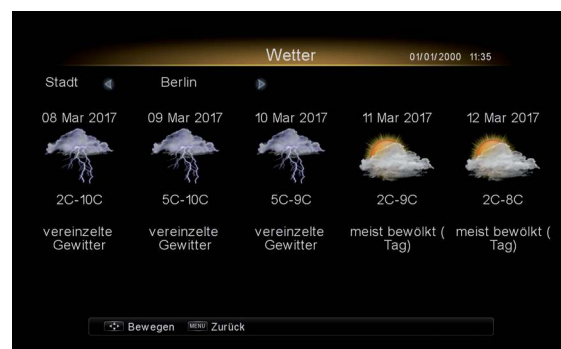 Wetter 01/01/2000 11:35
Stadt Berlin
08 Mar 2017 09 Mar 2017 10 Mar 2017 11 Mar 2017 12 Mar 2017
2C-10C 5C-10C 5C-9C 2C-9C 2C-8C
vereinzelte vereinzelte vereinzelte meist bewölkt ( meist bewölkt (
Gewitter Gewitter Gewitter Tag) Tag)
Bewegen MENU Zurück